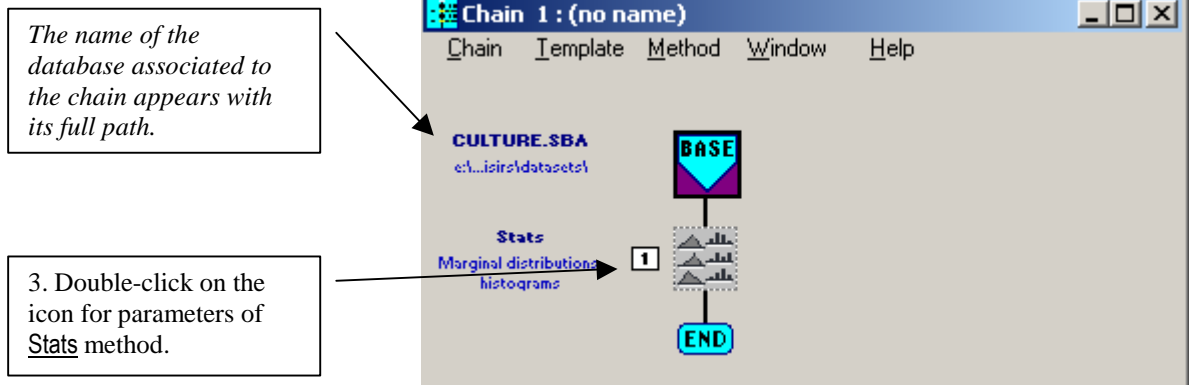 The name of the
database associated to
the chain appears with
its full path.
Chain 1 : (no name)
Chain Template Method Window Help
CULTURE.SBA
e:\...isirs\datasets\
BASE
Stats
Marginal distributions
histograms
1
3. Double-click on the
icon for parameters of
Stats method.
END